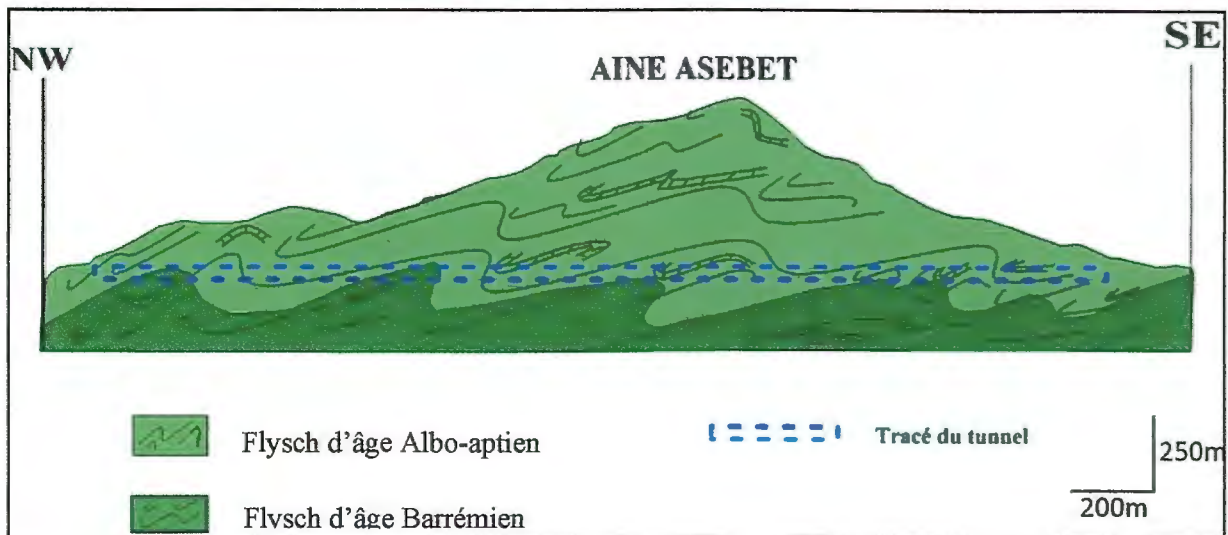 NW
SE
AINE ASEBET
Flysch d'âge Albo-aptien
Tracé du tunnel
250m
200m
Flysch d'âge Barrémien